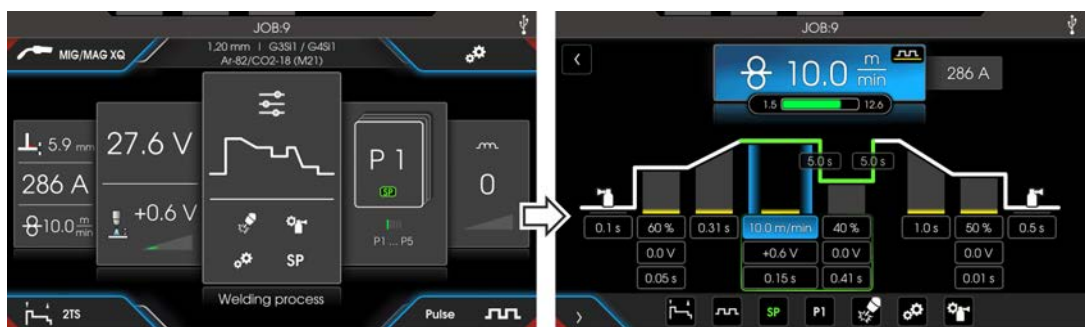 JOB:9
MIG/MAG XQ
1,20 mm I G3Si1 / G4Si1
Ar-82/CO2-18 (M21)
5.9 mm
286 A
10.0 m/min
27.6 V
+0.6 V
SP
Welding process
P 1
SP
P1 ... P5
0
2TS
Pulse
JOB:9
10.0 m/min
286 A
1.5 12.6
5.0 s 5.0 s
0.1 s 60 % 0.31 s 10.0 m/min 40 % 1.0 s 50 % 0.5 s
0.0 V +0.6 V 0.0 V 0.0 V
0.05 s 0.15 s 0.41 s 0.01 s
SP P1